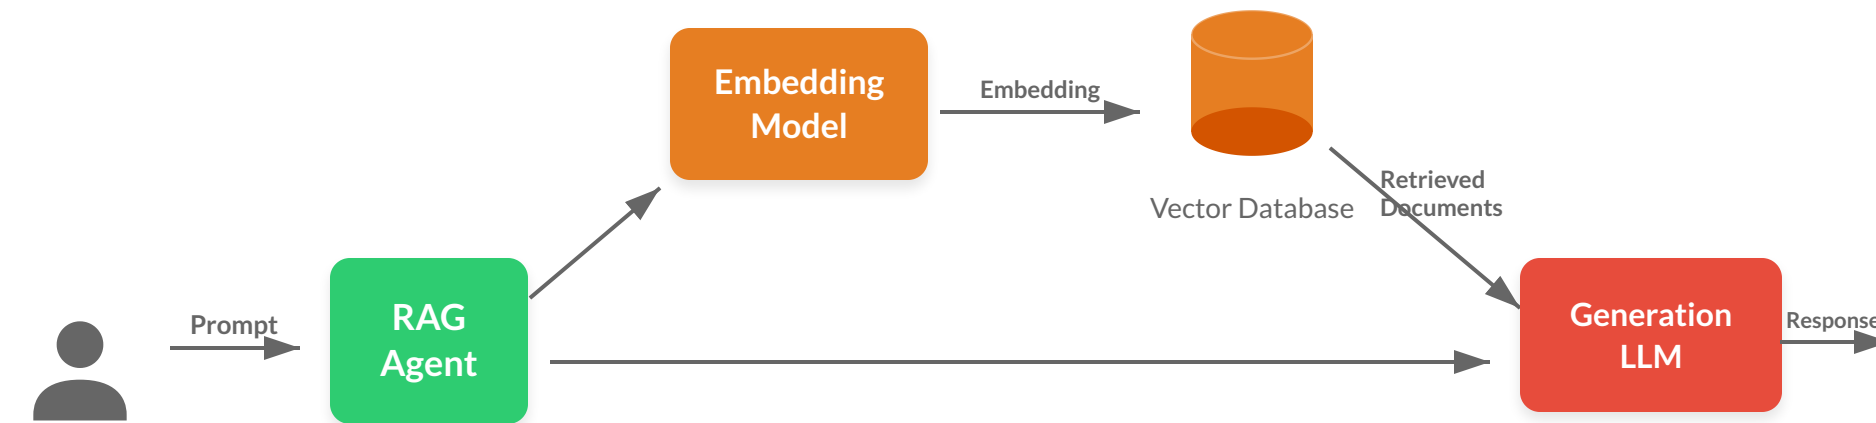 Prompt
RAG
Agent
Embedding
Model
Embedding
Vector Database
Retrieved
Documents
Generation
LLM
Response